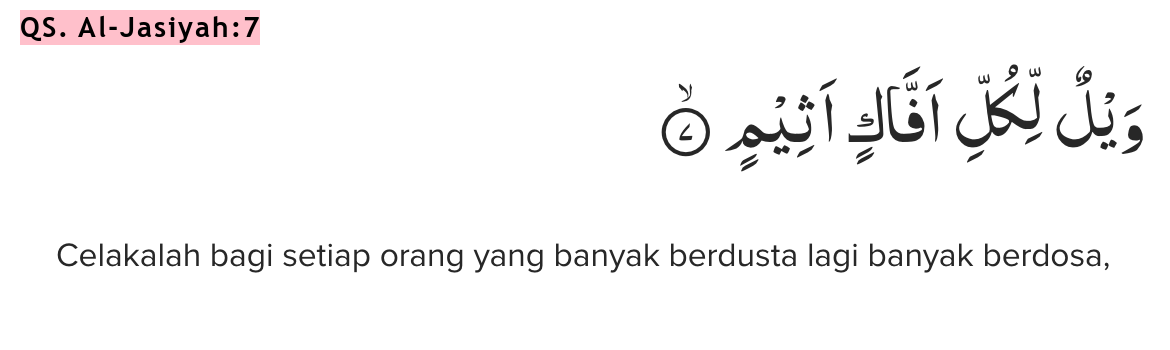 QS. Al-Jasiyah:7
وَيْلٌ لِّكُلِّ اَفَّاكٍ اَثِيْمٍ ۙ ٧
Celakalah bagi setiap orang yang banyak berdusta lagi banyak berdosa,